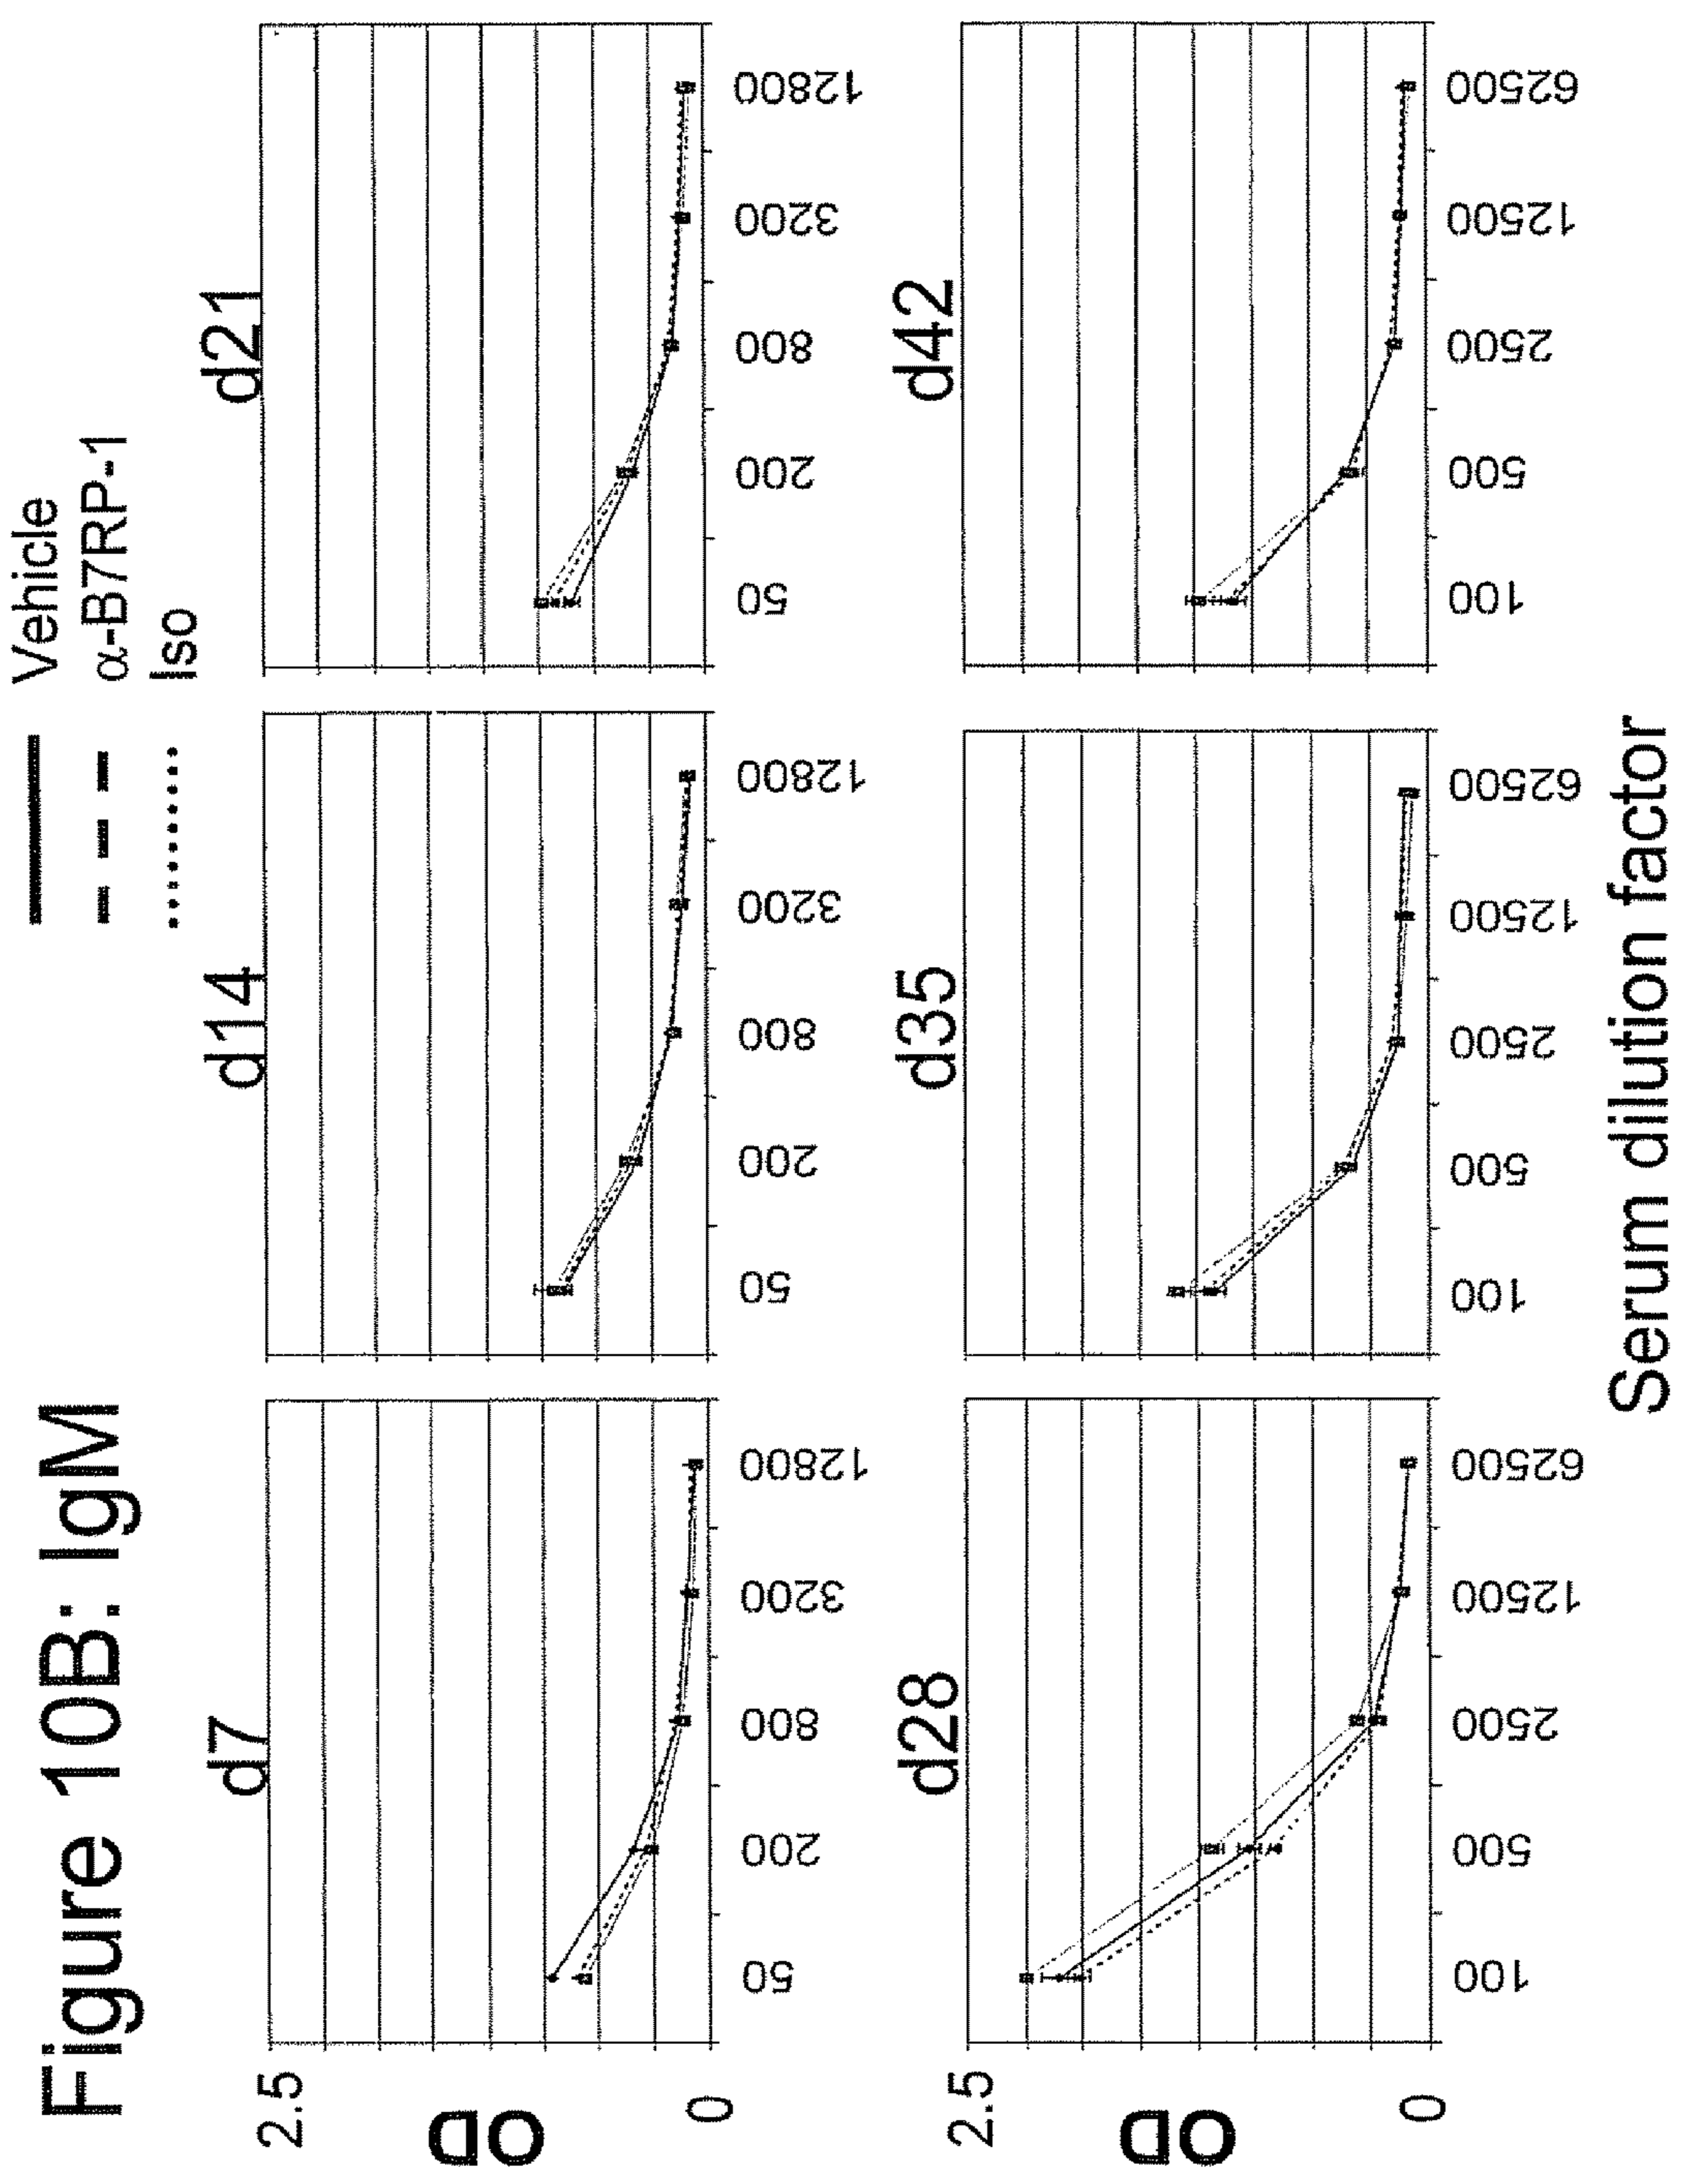 Figure 10B: IgM
Vehicle
α-B7RP-1
Iso
d7
d14
d21
2.5
OD
0
50
200
800
3200
12800
50
200
800
3200
12800
50
200
800
3200
12800
d28
d35
d42
2.5
OD
0
100
500
2500
12500
62500
100
500
2500
12500
62500
100
500
2500
12500
62500
Serum dilution factor